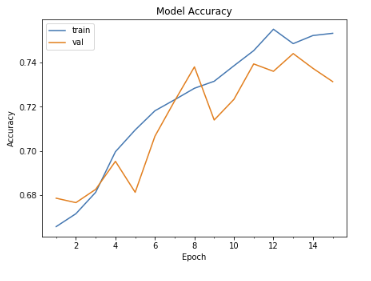 Model Accuracy
train
val
0.74
0.72
0.70
0.68
Accuracy
2 4 6 8 10 12 14
Epoch